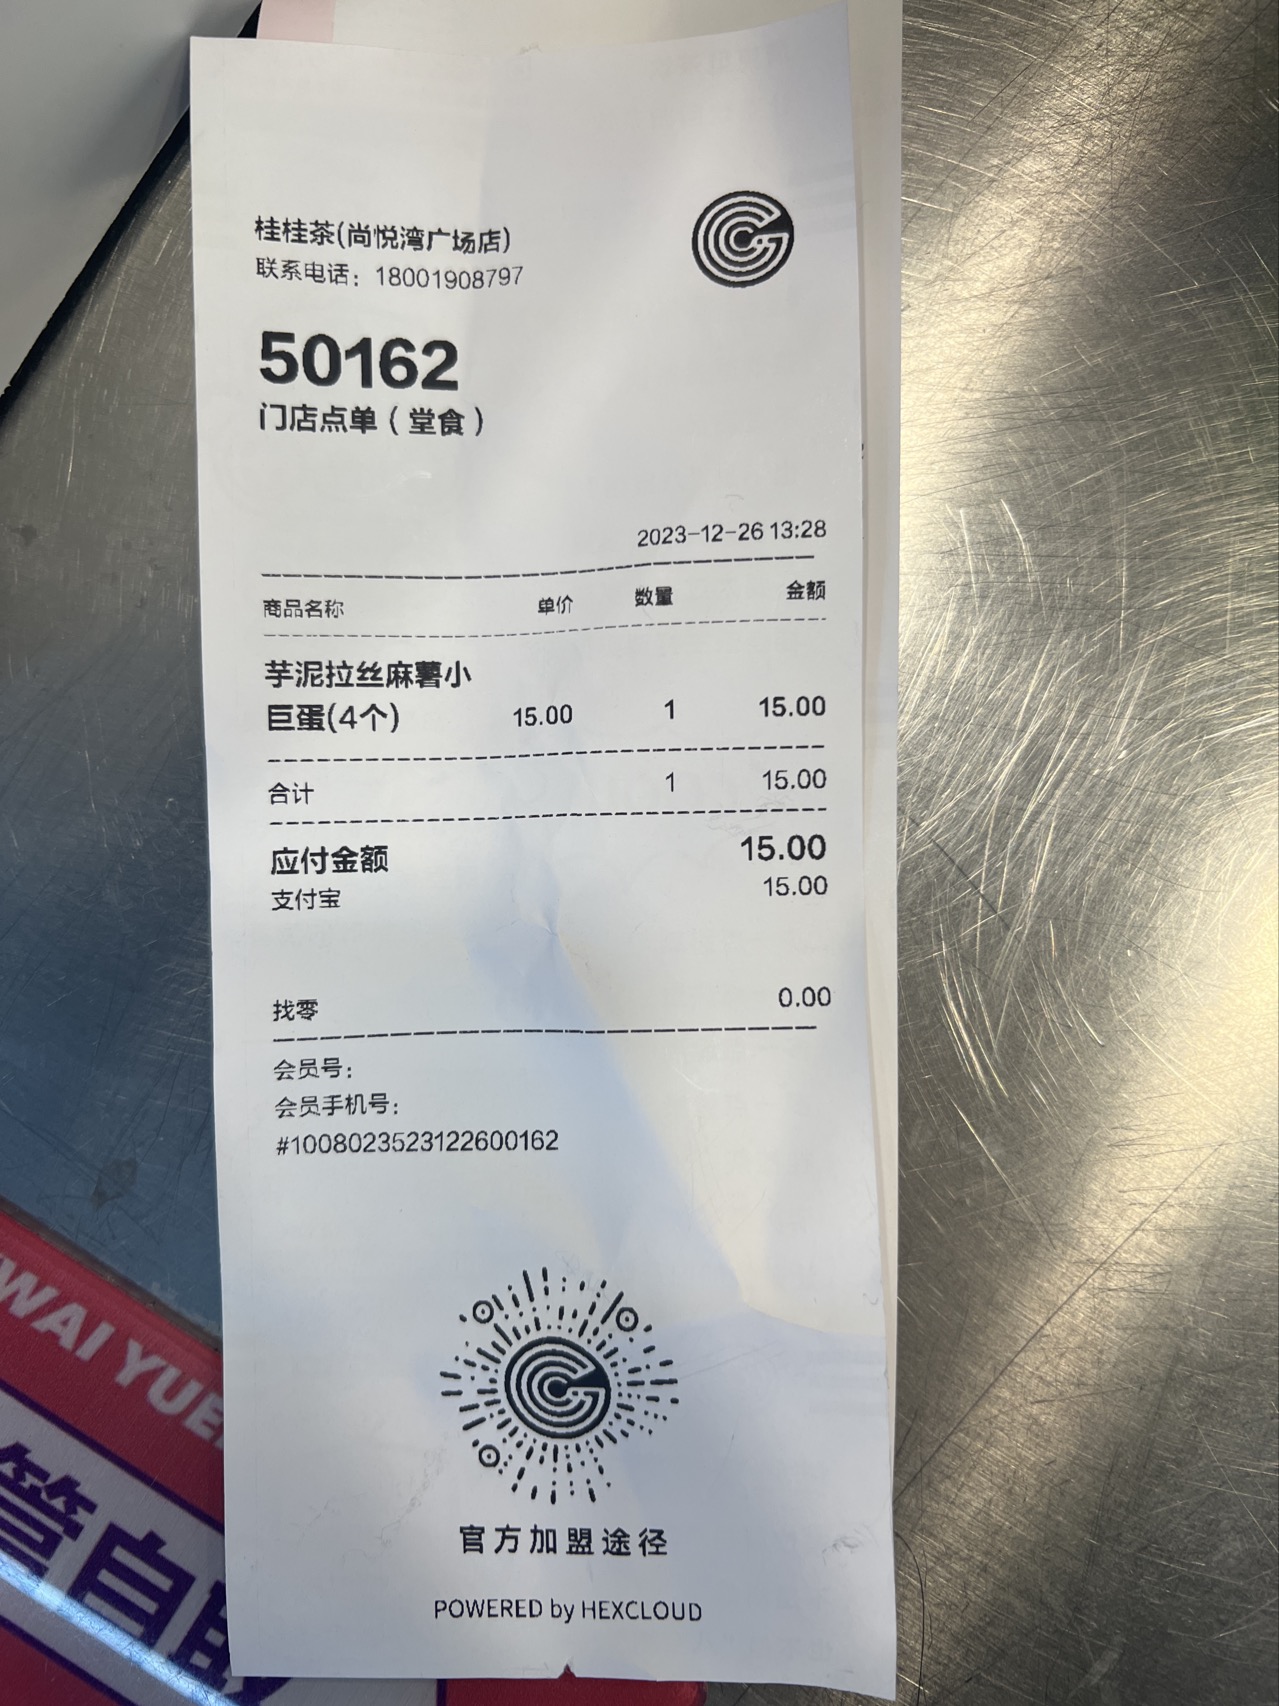 桂桂茶(尚悦湾广场店)
联系电话：18001908797
50162
门店点单（堂食）
2023-12-26 13:28
商品名称 单价 数量 金额
芋泥拉丝麻薯小
巨蛋(4个) 15.00 1 15.00
合计 1 15.00
应付金额 15.00
支付宝 15.00
找零 0.00
会员号：
会员手机号：
#1008023523122600162
官方加盟途径
POWERED by HEXCLOUD
WAI YUE
管自